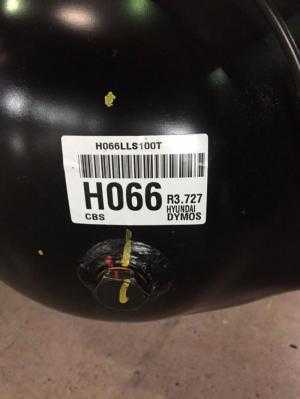 H066LLS100T
H066
R3.727
HYUNDAI
CBS
DYMOS